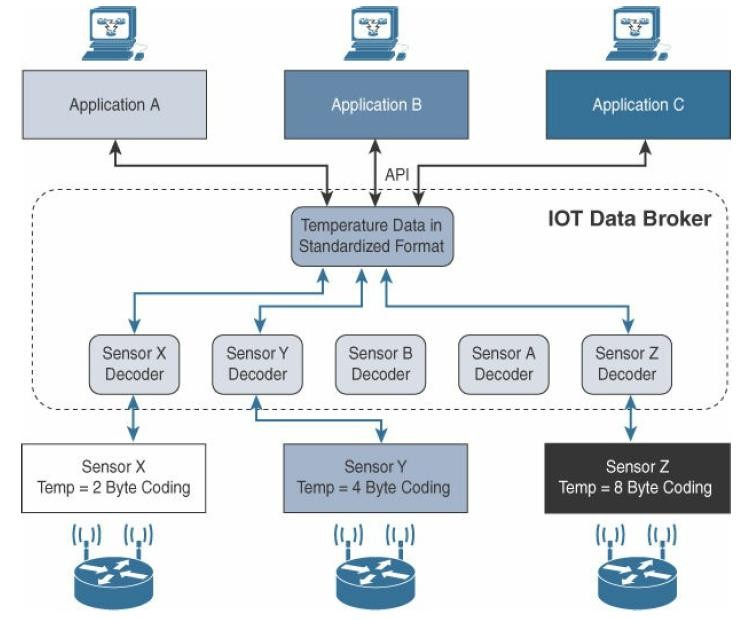 Application A
Application B
Application C
API
IOT Data Broker
Temperature Data in
Standardized Format
Sensor X
Decoder
Sensor Y
Decoder
Sensor B
Decoder
Sensor A
Decoder
Sensor Z
Decoder
Sensor X
Temp = 2 Byte Coding
Sensor Y
Temp = 4 Byte Coding
Sensor Z
Temp = 8 Byte Coding